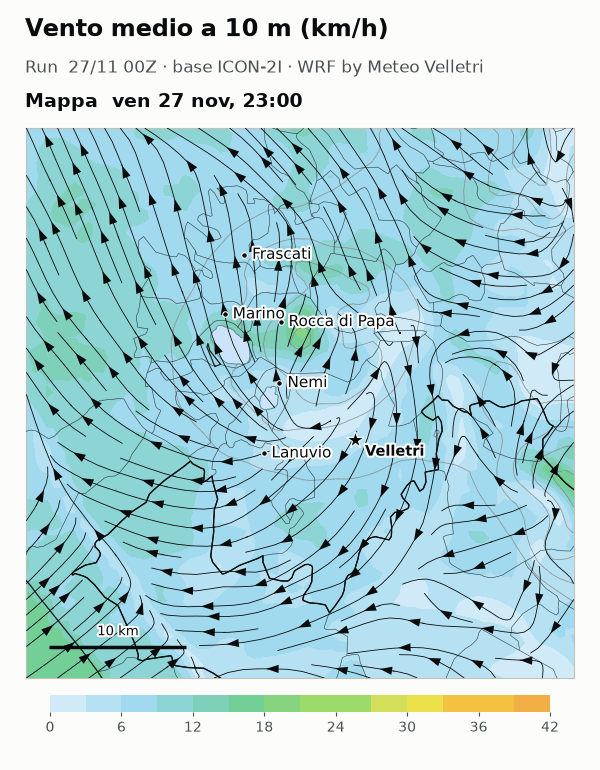 Vento medio a 10 m (km/h)
Run  27/11 00Z · base ICON-2I · WRF by Meteo Velletri
Mappa  ven 27 nov, 23:00
Frascati
Marino
Rocca di Papa
Nemi
Velletri
Lanuvio
10 km
0 6 12 18 24 30 36 42